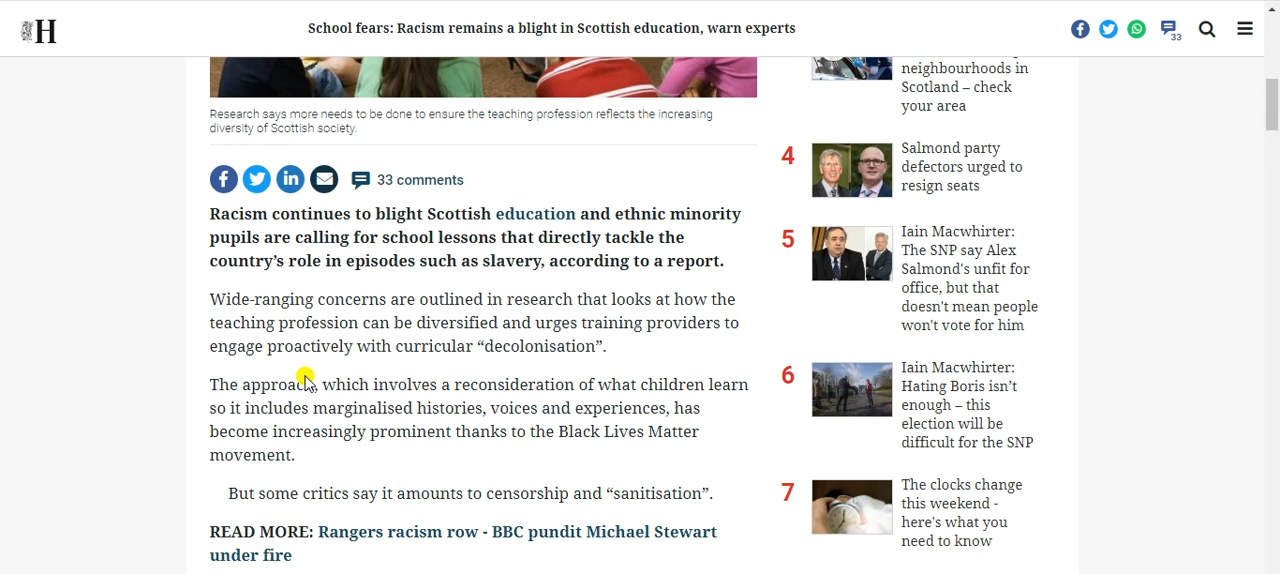 H
School fears: Racism remains a blight in Scottish education, warn experts
33
Research says more needs to be done to ensure the teaching profession reflects the increasing
diversity of Scottish society.
33 comments
Racism continues to blight Scottish education and ethnic minority
pupils are calling for school lessons that directly tackle the
country’s role in episodes such as slavery, according to a report.
Wide-ranging concerns are outlined in research that looks at how the
teaching profession can be diversified and urges training providers to
engage proactively with curricular “decolonisation”.
The approach, which involves a reconsideration of what children learn
so it includes marginalised histories, voices and experiences, has
become increasingly prominent thanks to the Black Lives Matter
movement.
But some critics say it amounts to censorship and “sanitisation”.
READ MORE: Rangers racism row - BBC pundit Michael Stewart
under fire
neighbourhoods in
Scotland – check
your area
4
Salmond party
defectors urged to
resign seats
5
Iain Macwhirter:
The SNP say Alex
Salmond's unfit for
office, but that
doesn't mean people
won't vote for him
6
Iain Macwhirter:
Hating Boris isn’t
enough – this
election will be
difficult for the SNP
7
The clocks change
this weekend -
here's what you
need to know